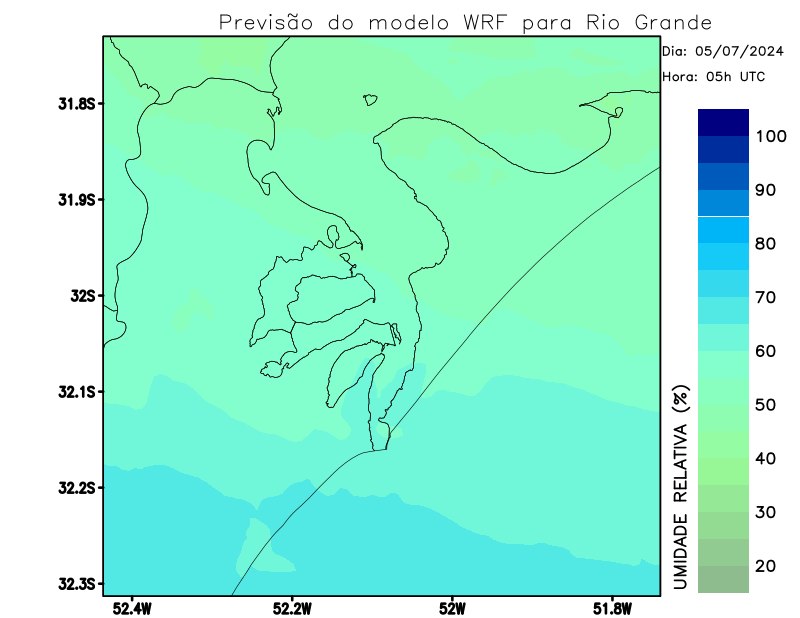 Previsão do modelo WRF para Rio Grande
Dia: 05/07/2024
Hora: 05h UTC
31.8S
31.9S
32S
32.1S
32.2S
32.3S
52.4W
52.2W
52W
51.8W
100
90
80
70
60
50
40
30
20
UMIDADE RELATIVA (%)